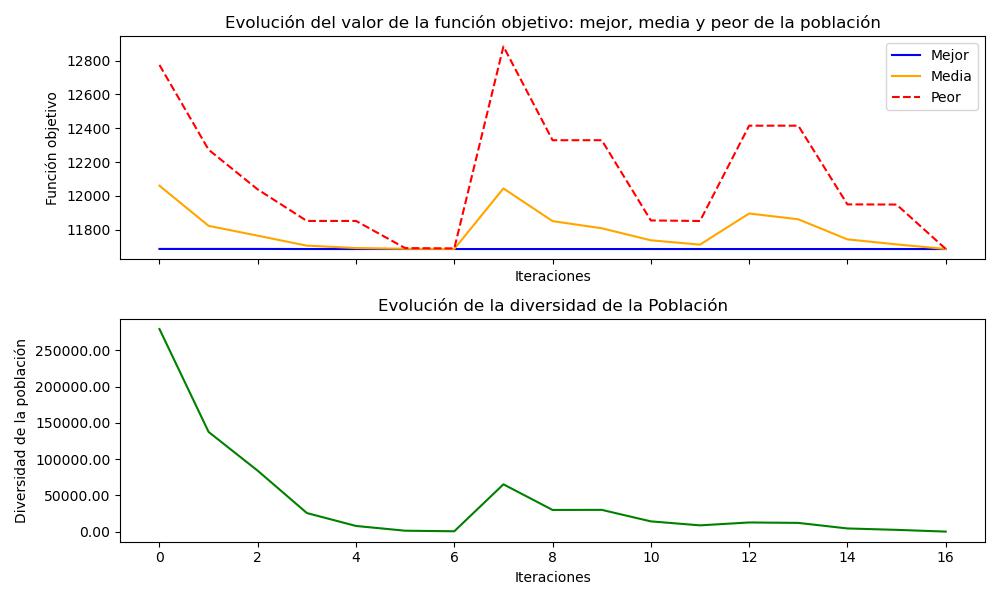 Evolución del valor de la función objetivo: mejor, media y peor de la población
12800
12600
12400
12200
12000
11800
Función objetivo
Mejor
Media
Peor
Iteraciones
Evolución de la diversidad de la Población
250000.00
200000.00
150000.00
100000.00
50000.00
0.00
Diversidad de la población
0 2 4 6 8 10 12 14 16
Iteraciones